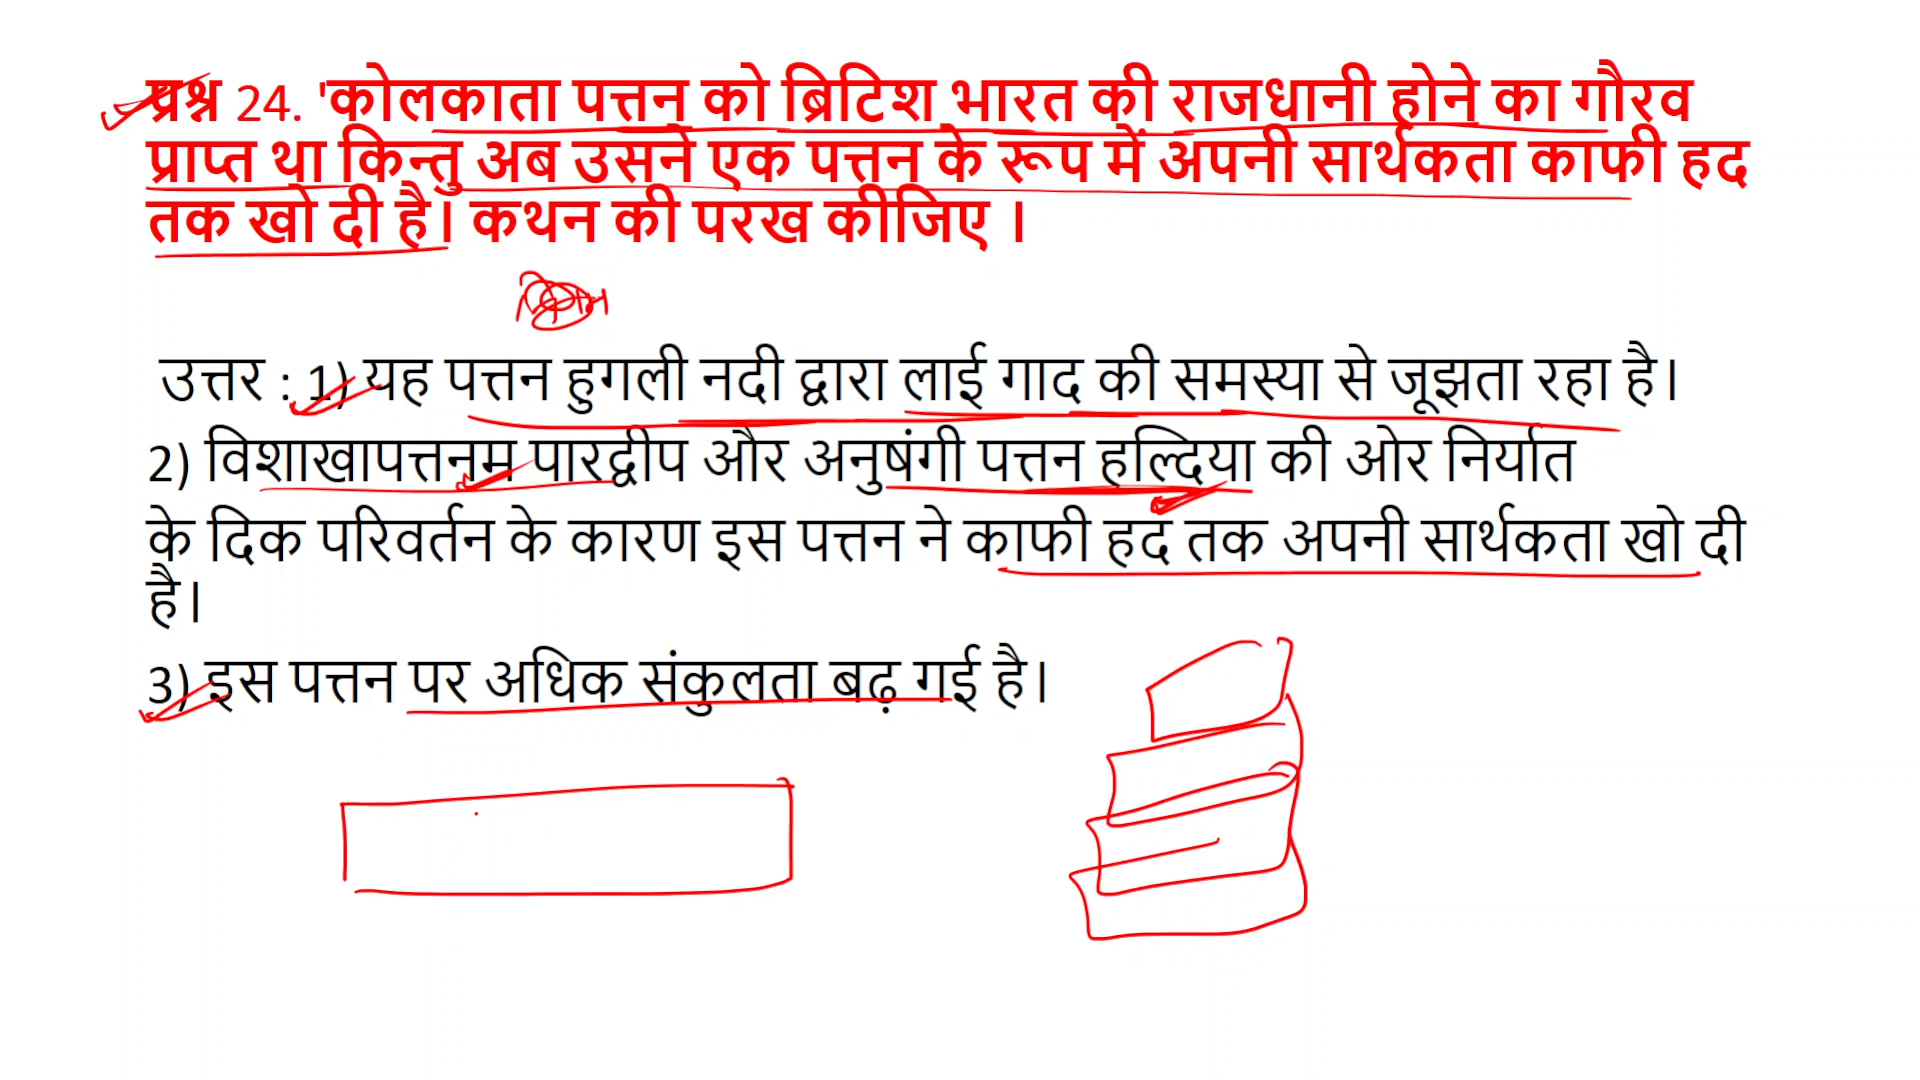 प्रश्न 24. 'कोलकाता पत्तन को ब्रिटिश भारत की राजधानी होने का गौरव
प्राप्त था किन्तु अब उसने एक पत्तन के रूप में अपनी सार्थकता काफी हद
तक खो दी है। कथन की परख कीजिए ।
उत्तर : 1) यह पत्तन हुगली नदी द्वारा लाई गाद की समस्या से जूझता रहा है।
2) विशाखापत्तनम पारद्वीप और अनुषंगी पत्तन हल्दिया की ओर निर्यात
के दिक परिवर्तन के कारण इस पत्तन ने काफी हद तक अपनी सार्थकता खो दी
है।
3) इस पत्तन पर अधिक संकुलता बढ़ गई है।